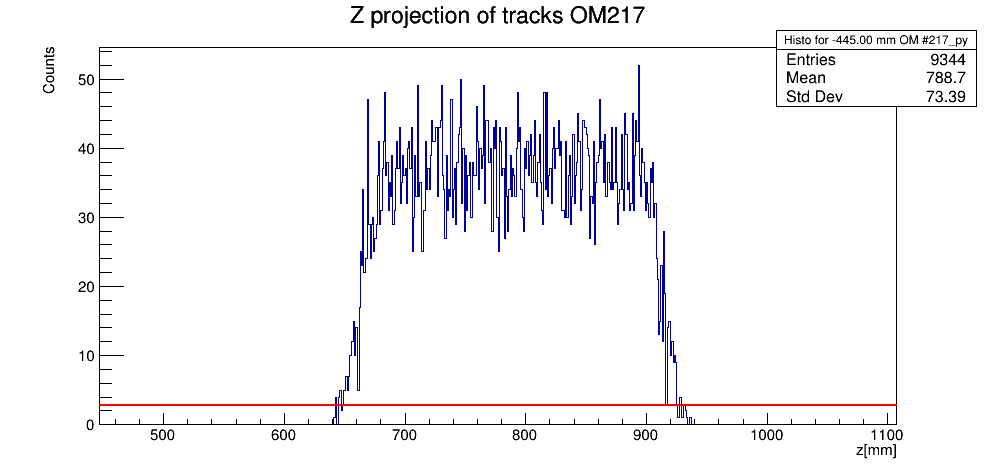 Z projection of tracks OM217
Histo for -445.00 mm OM #217_py
Entries 9344
Mean 788.7
Std Dev 73.39
Counts
50
40
30
20
10
0
500 600 700 800 900 1000 1100
z[mm]